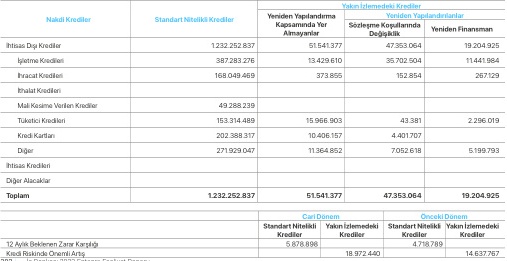 Yakın İzlemedeki Krediler
Nakdi Krediler Standart Nitelikli Krediler Yeniden Yapılandırma Kapsamında Yer Almayanlar Yeniden Yapılandırılanlar
Sözleşme Koşullarında Değişiklik Yeniden Finansman
İhtisas Dışı Krediler 1.232.252.837 51.541.377 47.353.064 19.204.925
İşletme Kredileri 387.283.276 13.429.610 35.702.504 11.441.984
İhracat Kredileri 168.049.469 373.855 152.854 267.129
İthalat Kredileri
Mali Kesime Verilen Krediler 49.288.239
Tüketici Kredileri 153.314.489 15.966.903 43.381 2.296.019
Kredi Kartları 202.388.317 10.406.157 4.401.707
Diğer 271.929.047 11.364.852 7.052.618 5.199.793
İhtisas Kredileri
Diğer Alacaklar
Toplam 1.232.252.837 51.541.377 47.353.064 19.204.925
Cari Dönem Önceki Dönem
Standart Nitelikli Krediler Yakın İzlemedeki Krediler Standart Nitelikli Krediler Yakın İzlemedeki Krediler
12 Aylık Beklenen Zarar Karşılığı 5.878.898 4.718.789
Kredi Riskinde Önemli Artış 18.972.440 14.637.767